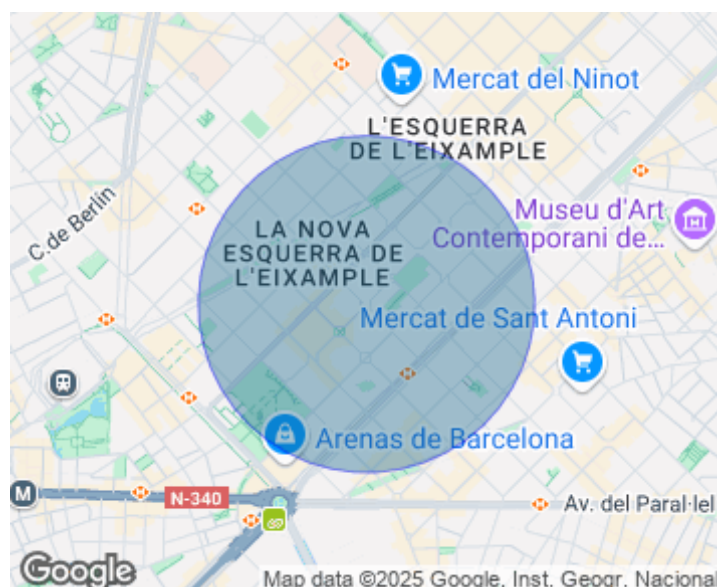 Mercat del Ninot
L'ESQUERRA
DE L'EIXAMPLE
C. de Berlín
LA NOVA
ESQUERRA DE
L'EIXAMPLE
Museu d'Art
Contemporani de...
Mercat de Sant Antoni
Arenas de Barcelona
M
N-340
Av. del Paral·lel
Google
Map data ©2025 Google, Inst. Geogr. Nacional